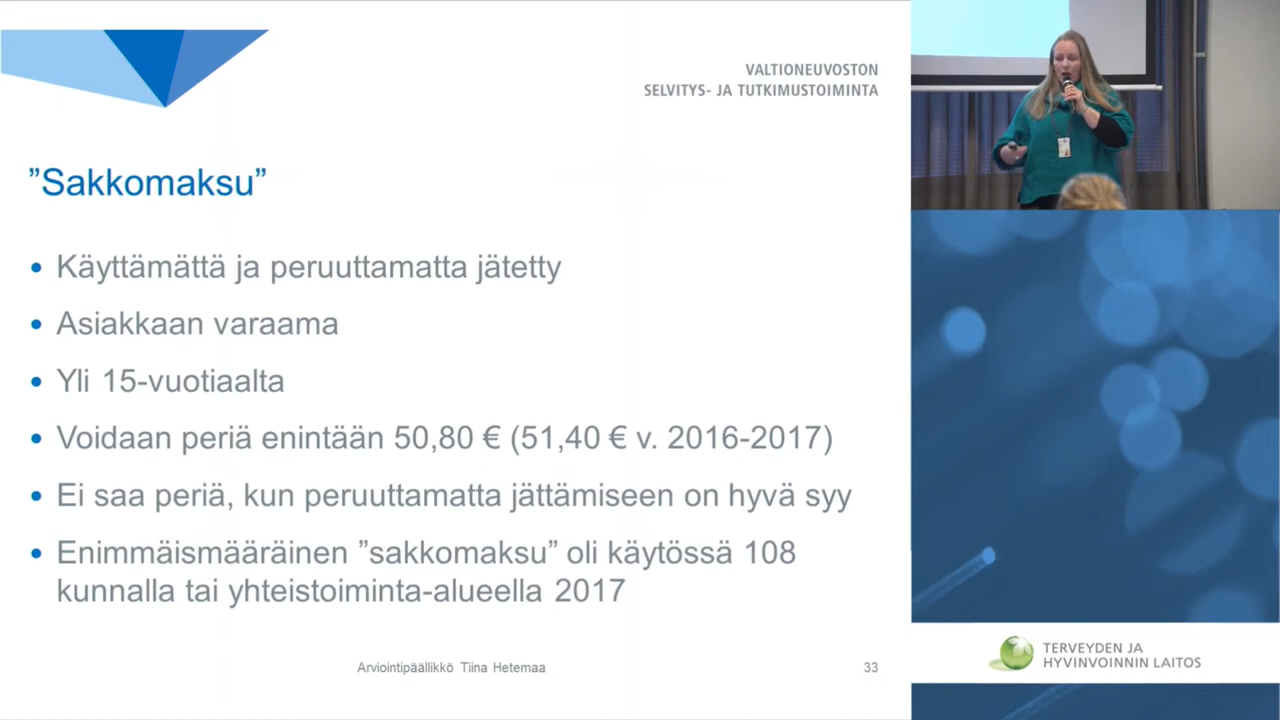 VALTIONEUVOSTON
SELVITYS- JA TUTKIMUSTOIMINTA
”Sakkomaksu”
• Käyttämättä ja peruuttamatta jätetty
• Asiakkaan varaama
• Yli 15-vuotiaalta
• Voidaan periä enintään 50,80 € (51,40 € v. 2016-2017)
• Ei saa periä, kun peruuttamatta jättämiseen on hyvä syy
• Enimmäismääräinen ”sakkomaksu” oli käytössä 108
kunnalla tai yhteistoiminta-alueella 2017
Arviointipäällikkö Tiina Hetemaa
33
TERVEYDEN JA
HYVINVOINNIN LAITOS